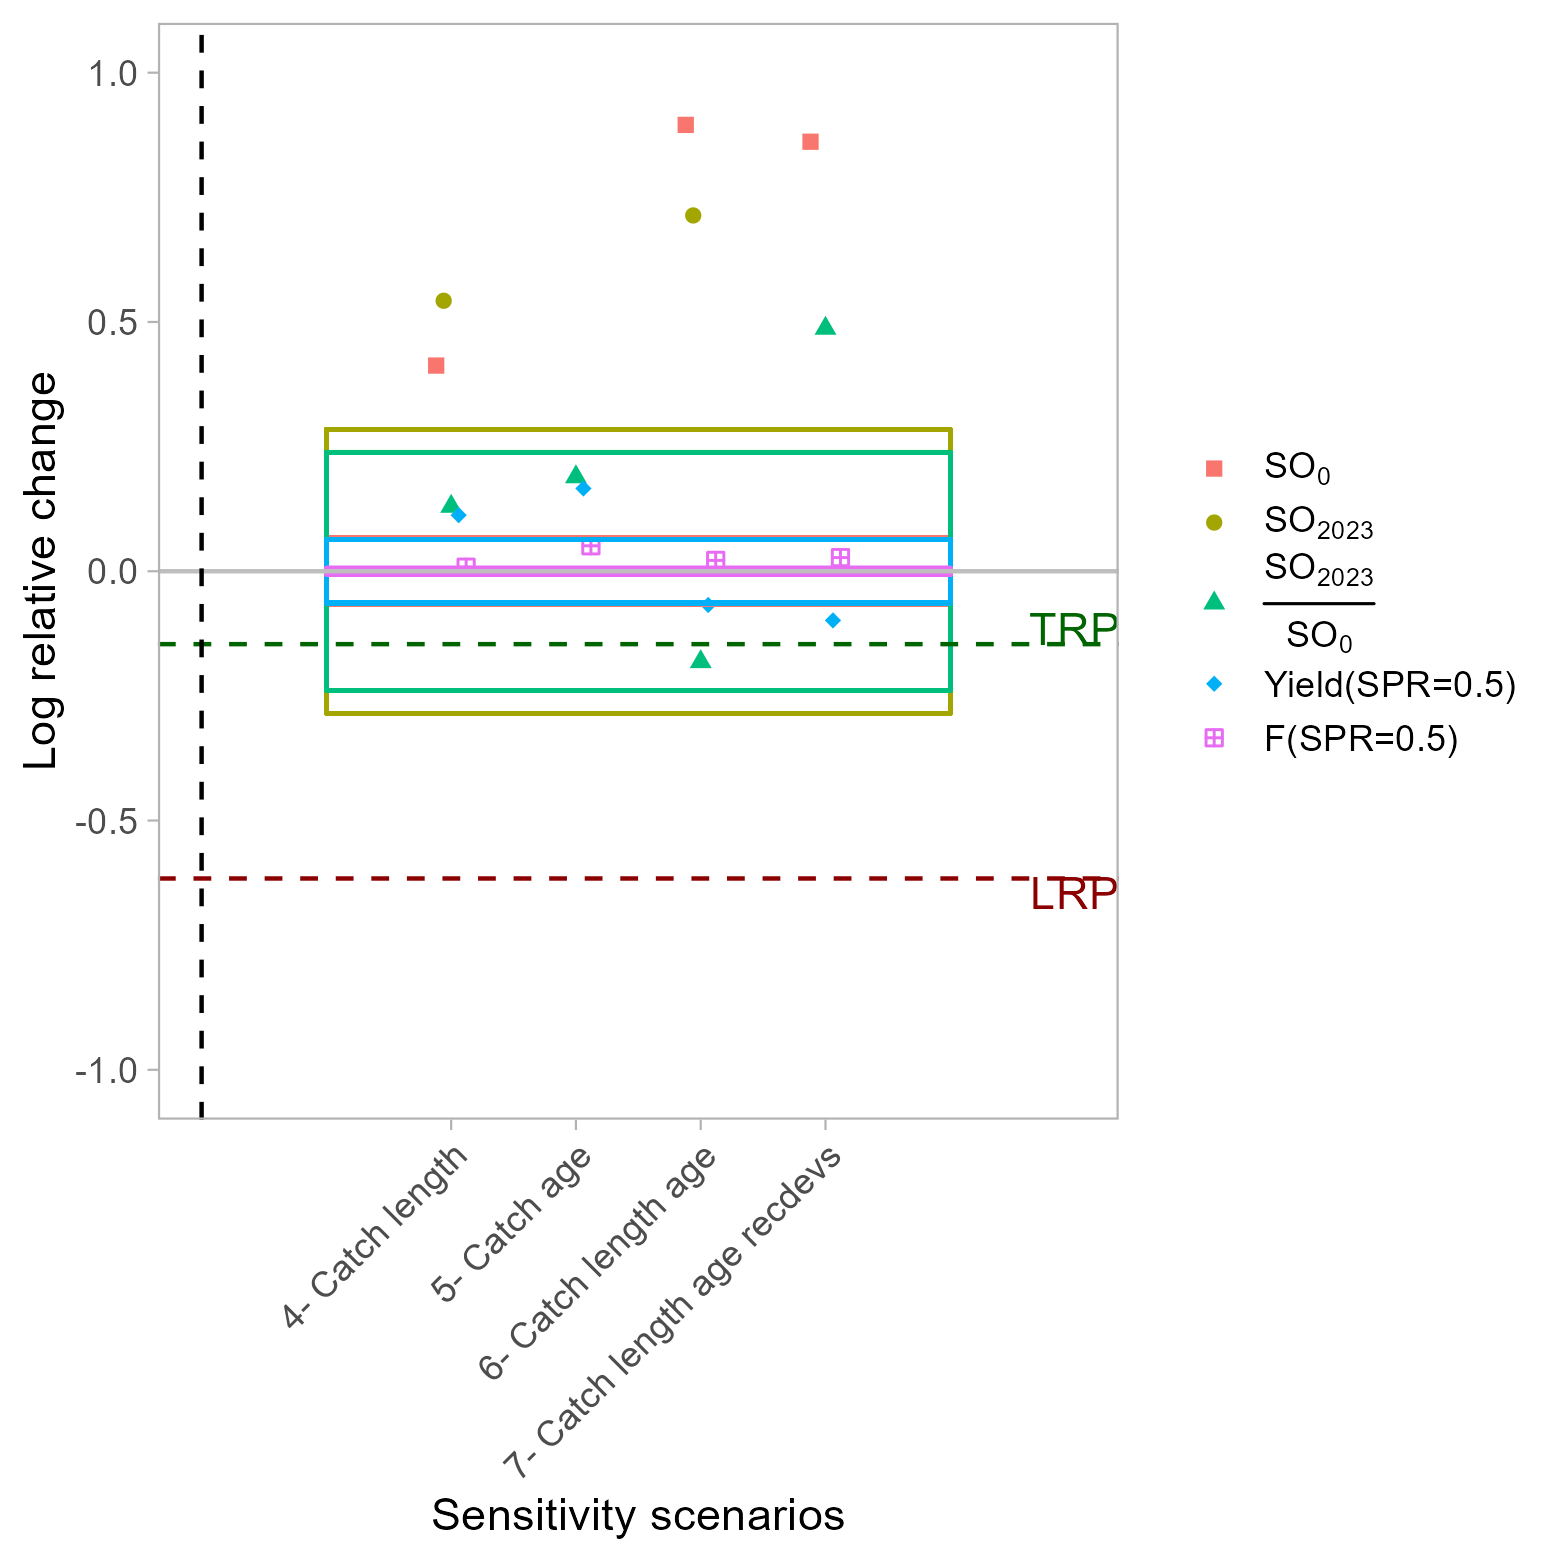 Log relative change
1.0
0.5
0.0
-0.5
-1.0
TRP
LRP
4- Catch length
5- Catch age
6- Catch length age
7- Catch length age recdevs
Sensitivity scenarios
SO₀
SO₂₀₂₃
SO₂₀₂₃
SO₀
Yield(SPR=0.5)
F(SPR=0.5)